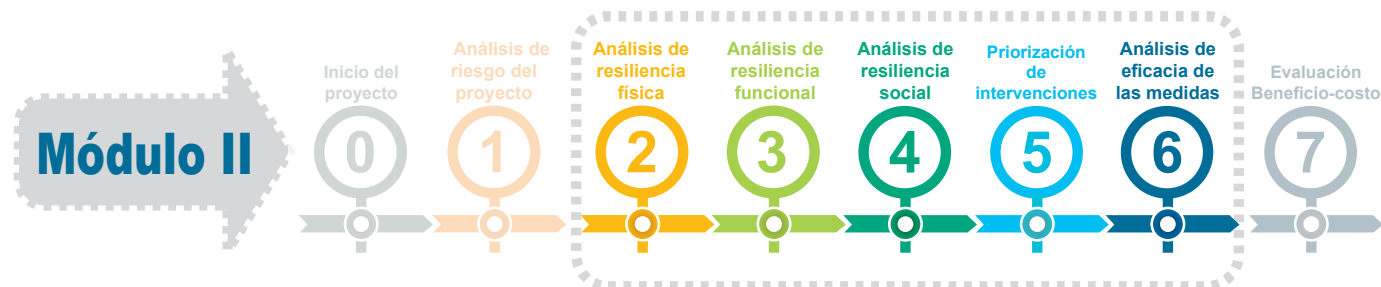 Módulo II
Inicio del
proyecto
0
Análisis de
riesgo del
proyecto
1
Análisis de
resiliencia
física
2
Análisis de
resiliencia
funcional
3
Análisis de
resiliencia
social
4
Priorización
de
intervenciones
5
Análisis de
eficacia de
las medidas
6
Evaluación
Beneficio-costo
7